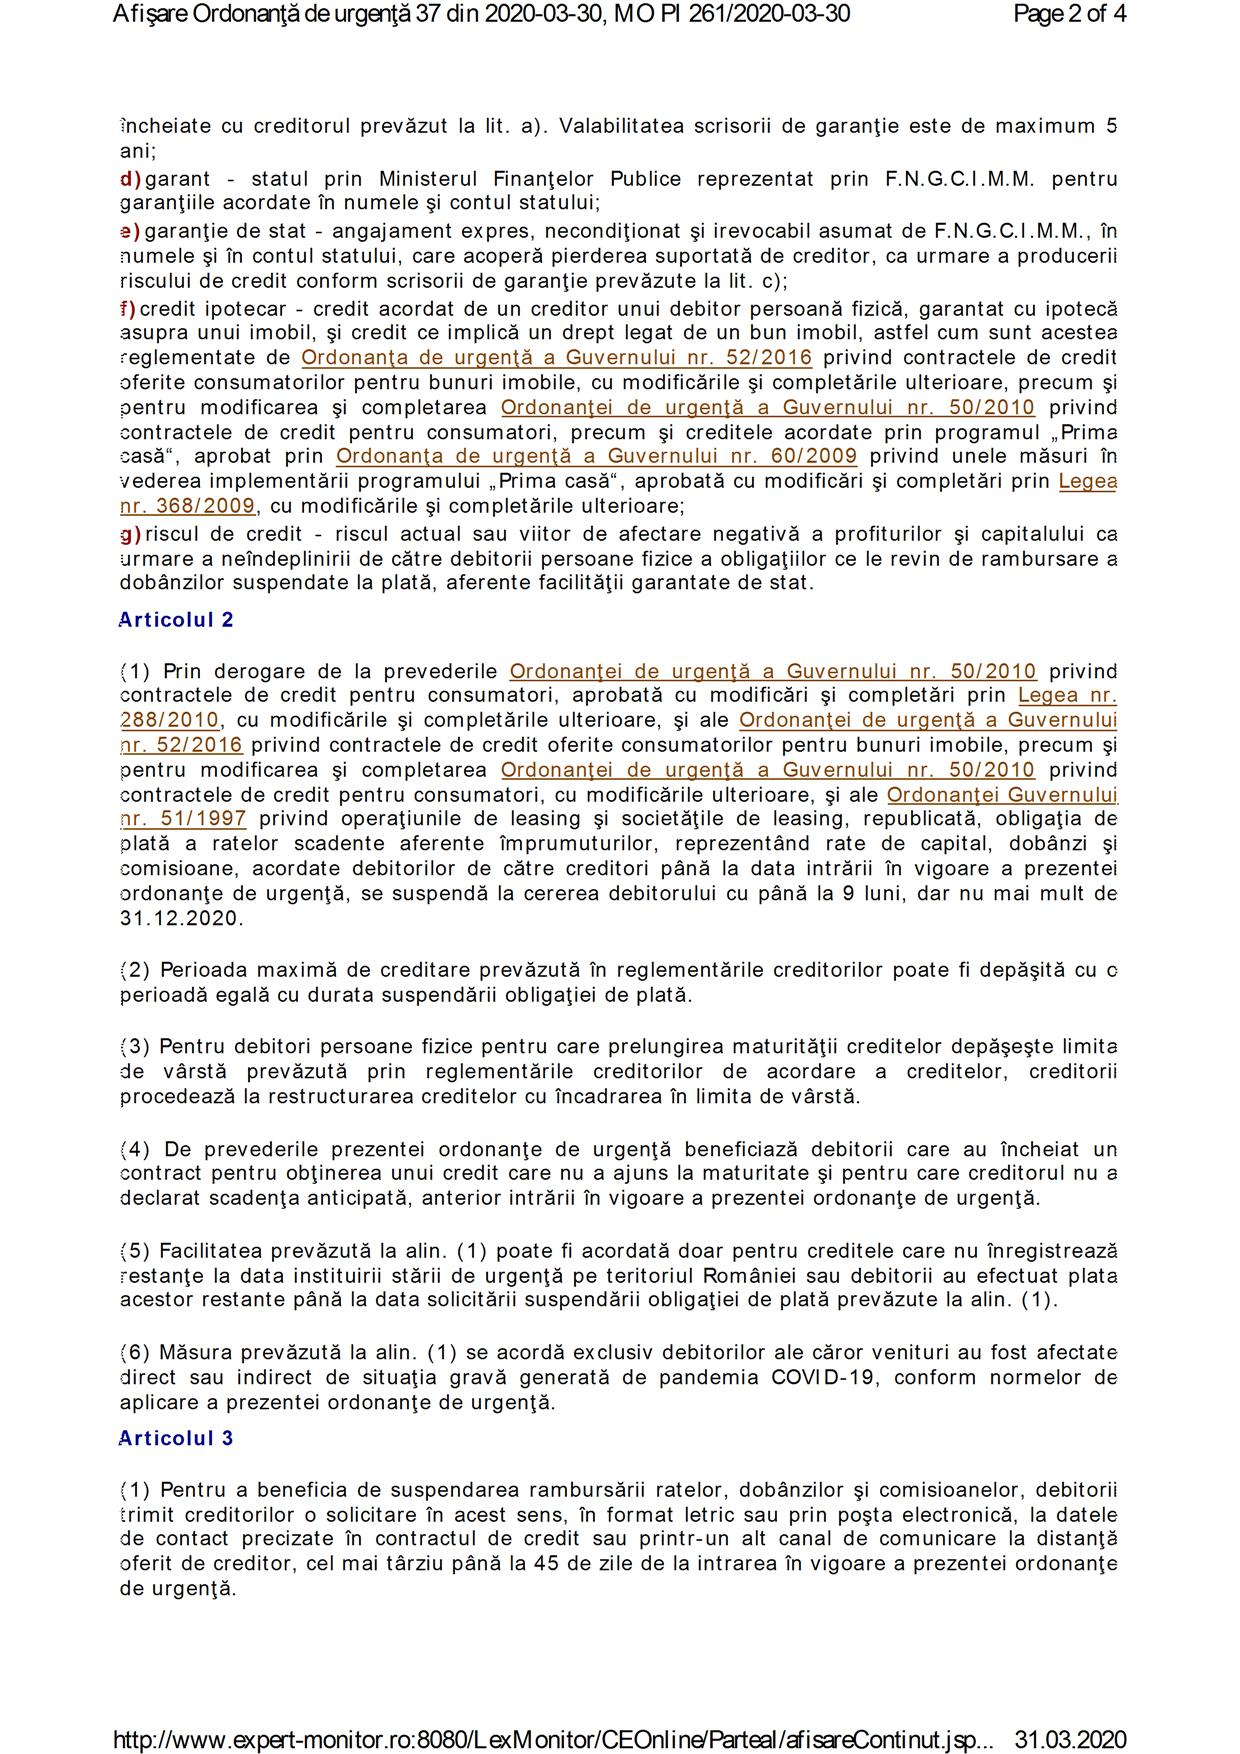 Afişare Ordonanţă de urgenţă 37 din 2020-03-30, MO PI 261/2020-03-30 Page 2 of 4
încheiate cu creditorul prevăzut la lit. a). Valabilitatea scrisorii de garanţie este de maximum 5
ani;
d)garant - statul prin Ministerul Finanţelor Publice reprezentat prin F.N.G.C.I.M.M. pentru
garanţiile acordate în numele şi contul statului;
e)garanţie de stat - angajament expres, necondiţionat şi irevocabil asumat de F.N.G.C.I.M.M., în
numele şi în contul statului, care acoperă pierderea suportată de creditor, ca urmare a producerii
riscului de credit conform scrisorii de garanţie prevăzute la lit. c);
f)credit ipotecar - credit acordat de un creditor unui debitor persoană fizică, garantat cu ipotecă
asupra unui imobil, şi credit ce implică un drept legat de un bun imobil, astfel cum sunt acestea
reglementate de Ordonanţa de urgenţă a Guvernului nr. 52/2016 privind contractele de credit
oferite consumatorilor pentru bunuri imobile, cu modificările şi completările ulterioare, precum şi
pentru modificarea şi completarea Ordonanţei de urgenţă a Guvernului nr. 50/2010 privind
contractele de credit pentru consumatori, precum şi creditele acordate prin programul „Prima
casă“, aprobat prin Ordonanţa de urgenţă a Guvernului nr. 60/2009 privind unele măsuri în
vederea implementării programului „Prima casă“, aprobată cu modificări şi completări prin Legea
nr. 368/2009, cu modificările şi completările ulterioare;
g)riscul de credit - riscul actual sau viitor de afectare negativă a profiturilor şi capitalului ca
urmare a neîndeplinirii de către debitorii persoane fizice a obligaţiilor ce le revin de rambursare a
dobânzilor suspendate la plată, aferente facilităţii garantate de stat.
Articolul 2
(1) Prin derogare de la prevederile Ordonanţei de urgenţă a Guvernului nr. 50/2010 privind
contractele de credit pentru consumatori, aprobată cu modificări şi completări prin Legea nr.
288/2010, cu modificările şi completările ulterioare, şi ale Ordonanţei de urgenţă a Guvernului
nr. 52/2016 privind contractele de credit oferite consumatorilor pentru bunuri imobile, precum şi
pentru modificarea şi completarea Ordonanţei de urgenţă a Guvernului nr. 50/2010 privind
contractele de credit pentru consumatori, cu modificările ulterioare, şi ale Ordonanţei Guvernului
nr. 51/1997 privind operaţiunile de leasing şi societăţile de leasing, republicată, obligaţia de
plată a ratelor scadente aferente împrumuturilor, reprezentând rate de capital, dobânzi şi
comisioane, acordate debitorilor de către creditori până la data intrării în vigoare a prezentei
ordonanţe de urgenţă, se suspendă la cererea debitorului cu până la 9 luni, dar nu mai mult de
31.12.2020.
(2) Perioada maximă de creditare prevăzută în reglementările creditorilor poate fi depăşită cu o
perioadă egală cu durata suspendării obligaţiei de plată.
(3) Pentru debitori persoane fizice pentru care prelungirea maturităţii creditelor depăşeşte limita
de vârstă prevăzută prin reglementările creditorilor de acordare a creditelor, creditorii
procedează la restructurarea creditelor cu încadrarea în limita de vârstă.
(4) De prevederile prezentei ordonanţe de urgenţă beneficiază debitorii care au încheiat un
contract pentru obţinerea unui credit care nu a ajuns la maturitate şi pentru care creditorul nu a
declarat scadenţa anticipată, anterior intrării în vigoare a prezentei ordonanţe de urgenţă.
(5) Facilitatea prevăzută la alin. (1) poate fi acordată doar pentru creditele care nu înregistrează
restanţe la data instituirii stării de urgenţă pe teritoriul României sau debitorii au efectuat plata
acestor restante până la data solicitării suspendării obligaţiei de plată prevăzute la alin. (1).
(6) Măsura prevăzută la alin. (1) se acordă exclusiv debitorilor ale căror venituri au fost afectate
direct sau indirect de situaţia gravă generată de pandemia COVID-19, conform normelor de
aplicare a prezentei ordonanţe de urgenţă.
Articolul 3
(1) Pentru a beneficia de suspendarea rambursării ratelor, dobânzilor şi comisioanelor, debitorii
trimit creditorilor o solicitare în acest sens, în format letric sau prin poşta electronică, la datele
de contact precizate în contractul de credit sau printr-un alt canal de comunicare la distanţă
oferit de creditor, cel mai târziu până la 45 de zile de la intrarea în vigoare a prezentei ordonanţe
de urgenţă.
http://www.expert-monitor.ro:8080/LexMonitor/CEOnline/ParteaI/afisareContinut.jsp... 31.03.2020